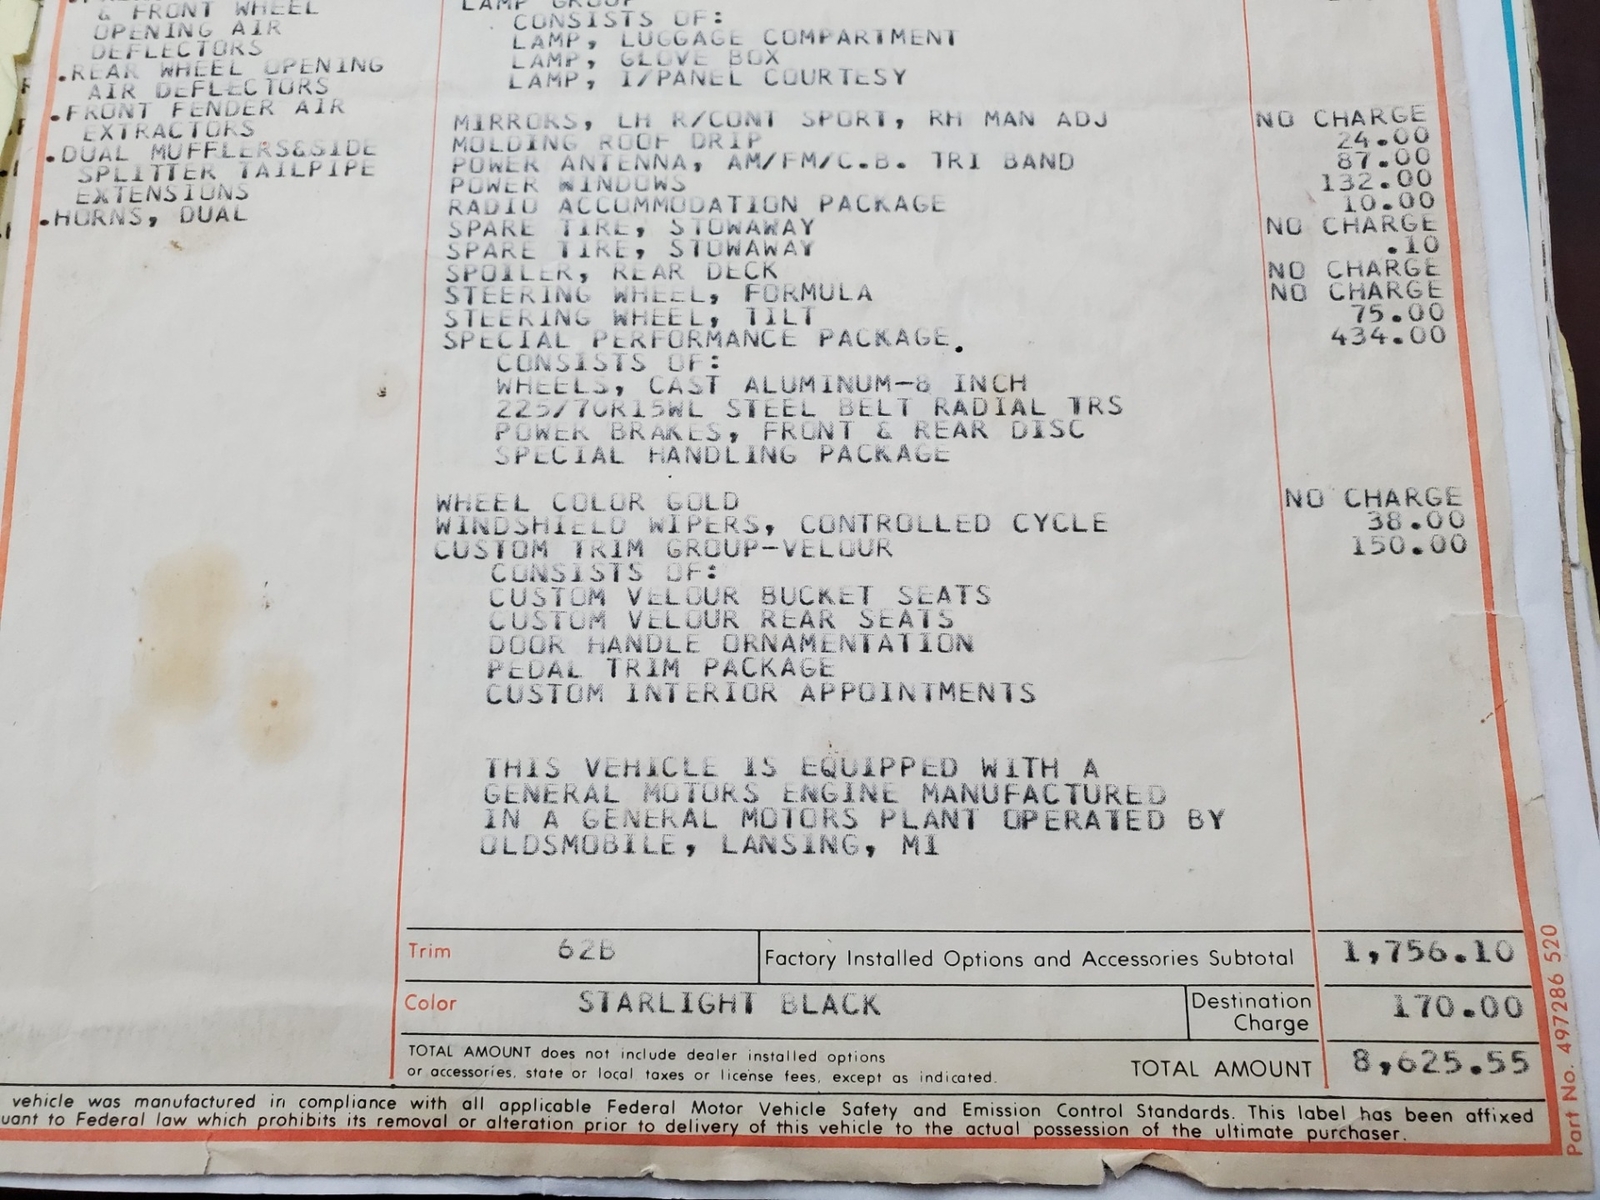 & FRONT WHEEL
OPENING AIR
DEFLECTORS
.REAR WHEEL OPENING
AIR DEFLECTORS
.FRONT FENDER AIR
EXTRACTORS
.DUAL MUFFLERS&SIDE
SPLITTER TAILPIPE
EXTENSIONS
.HORNS, DUAL
LAMP GROUP
CONSISTS OF:
LAMP, LUGGAGE COMPARTMENT
LAMP, GLOVE BOX
LAMP, I/PANEL COURTESY
MIRRORS, LH R/CONT SPORT, RH MAN ADJ NO CHARGE
MOLDING ROOF DRIP 24.00
POWER ANTENNA, AM/FM/C.B. TRI BAND 87.00
POWER WINDOWS 132.00
RADIO ACCOMMODATION PACKAGE 10.00
SPARE TIRE, STOWAWAY NO CHARGE
SPARE TIRE, STOWAWAY .10
SPOILER, REAR DECK NO CHARGE
STEERING WHEEL, FORMULA NO CHARGE
STEERING WHEEL, TILT 75.00
SPECIAL PERFORMANCE PACKAGE. 434.00
CONSISTS OF:
WHEELS, CAST ALUMINUM-8 INCH
225/70R15WL STEEL BELT RADIAL TRS
POWER BRAKES, FRONT & REAR DISC
SPECIAL HANDLING PACKAGE
WHEEL COLOR GOLD NO CHARGE
WINDSHIELD WIPERS, CONTROLLED CYCLE 38.00
CUSTOM TRIM GROUP-VELOUR 150.00
CONSISTS OF:
CUSTOM VELOUR BUCKET SEATS
CUSTOM VELOUR REAR SEATS
DOOR HANDLE ORNAMENTATION
PEDAL TRIM PACKAGE
CUSTOM INTERIOR APPOINTMENTS
THIS VEHICLE IS EQUIPPED WITH A
GENERAL MOTORS ENGINE MANUFACTURED
IN A GENERAL MOTORS PLANT OPERATED BY
OLDSMOBILE, LANSING, MI
Trim 62B Factory Installed Options and Accessories Subtotal 1,756.10
Color STARLIGHT BLACK Destination Charge 170.00
TOTAL AMOUNT does not include dealer installed options
or accessories, state or local taxes or license fees, except as indicated.
TOTAL AMOUNT 8,625.55
vehicle was manufactured in compliance with all applicable Federal Motor Vehicle Safety and Emission Control Standards. This label has been affixed
uant to Federal law which prohibits its removal or alteration prior to delivery of this vehicle to the actual possession of the ultimate purchaser.
Part No. 497286 520